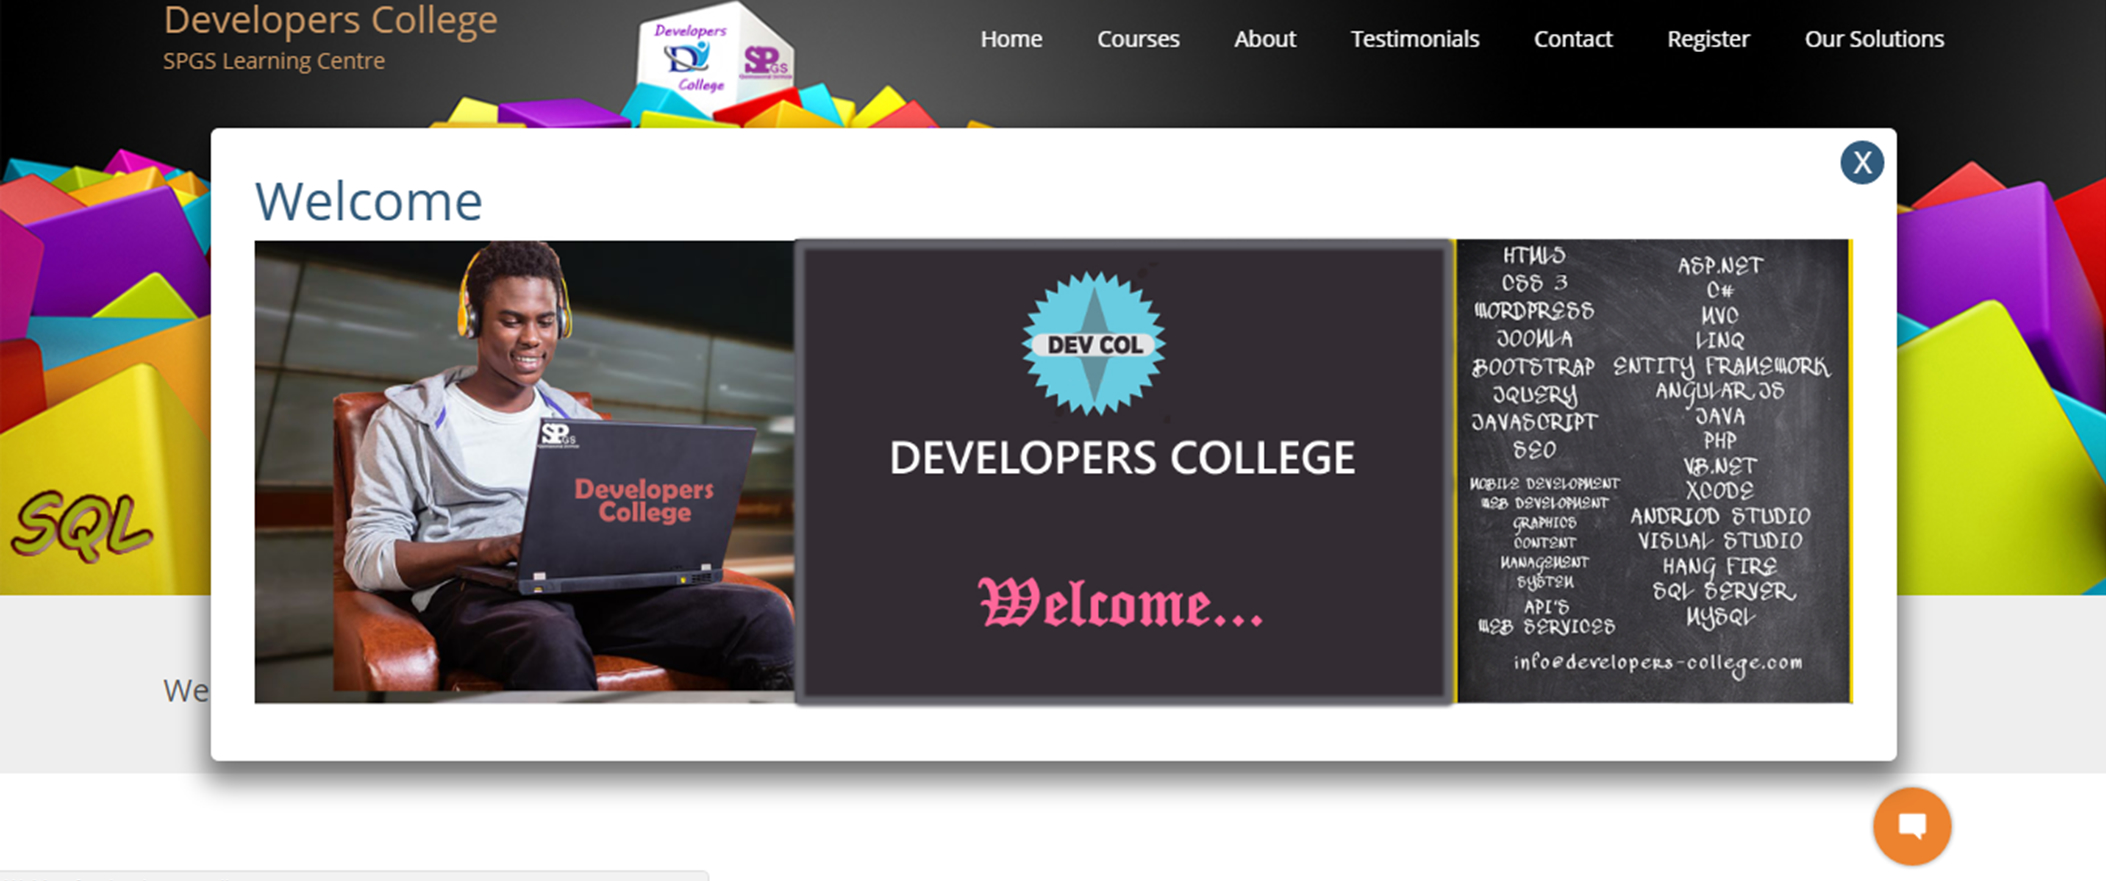 Developers College
SPGS Learning Centre
Developers
College
SPGS
Home Courses About Testimonials Contact Register Our Solutions
X
Welcome
SPGS
Developers
College
DEV COL
DEVELOPERS COLLEGE
Welcome...
HTML5
CSS 3
WORDPRESS
JOOMLA
BOOTSTRAP
JQUERY
JAVASCRIPT
SEO
MOBILE DEVELOPMENT
WEB DEVELOPMENT
GRAPHICS
CONTENT
MANAGEMENT
SYSTEM
API'S
WEB SERVICES
ASP.NET
C#
MVC
LINQ
ENTITY FRAMEWORK
ANGULAR JS
JAVA
PHP
VB.NET
XCODE
ANDRIOD STUDIO
VISUAL STUDIO
HANG FIRE
SQL SERVER
MYSQL
info@developers-college.com
SQL
We